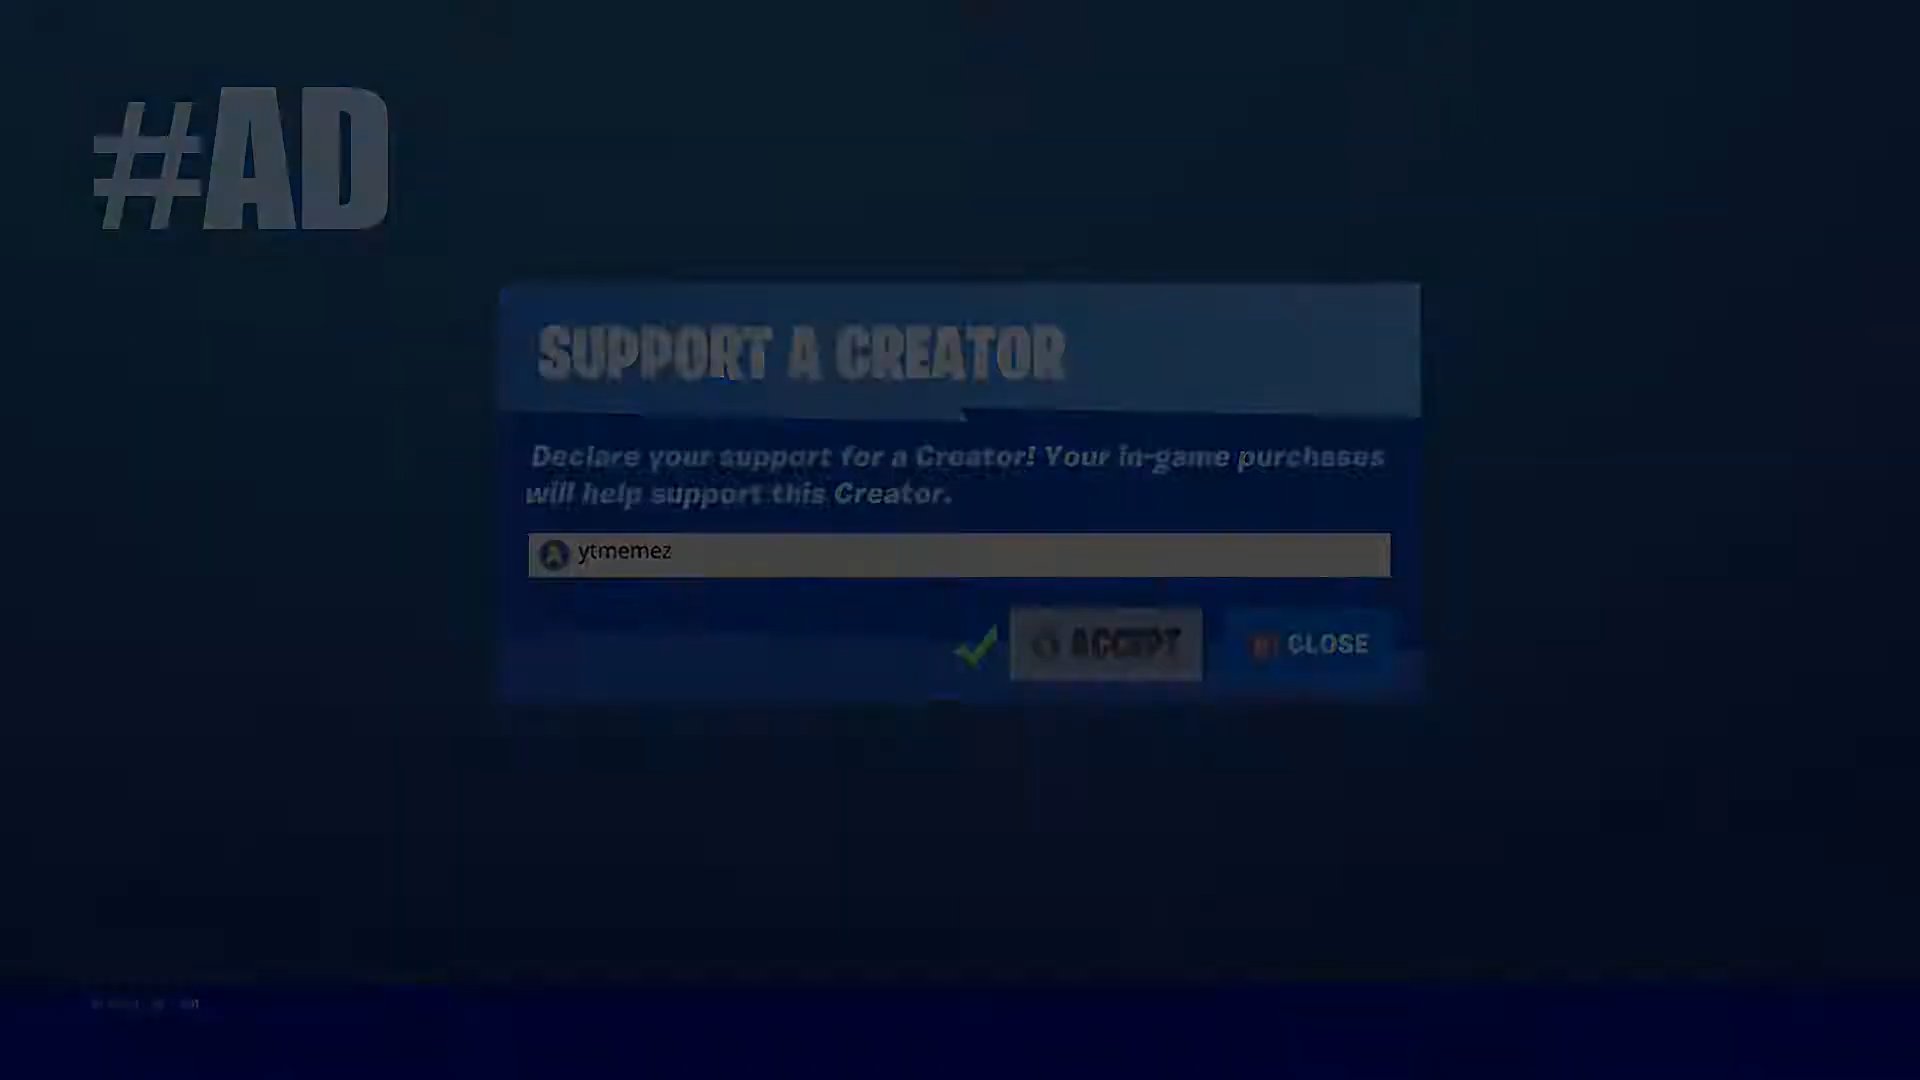 #AD
SUPPORT A CREATOR
Declare your support for a Creator! Your in-game purchases
will help support this Creator.
ytmemez
ACCEPT
CLOSE